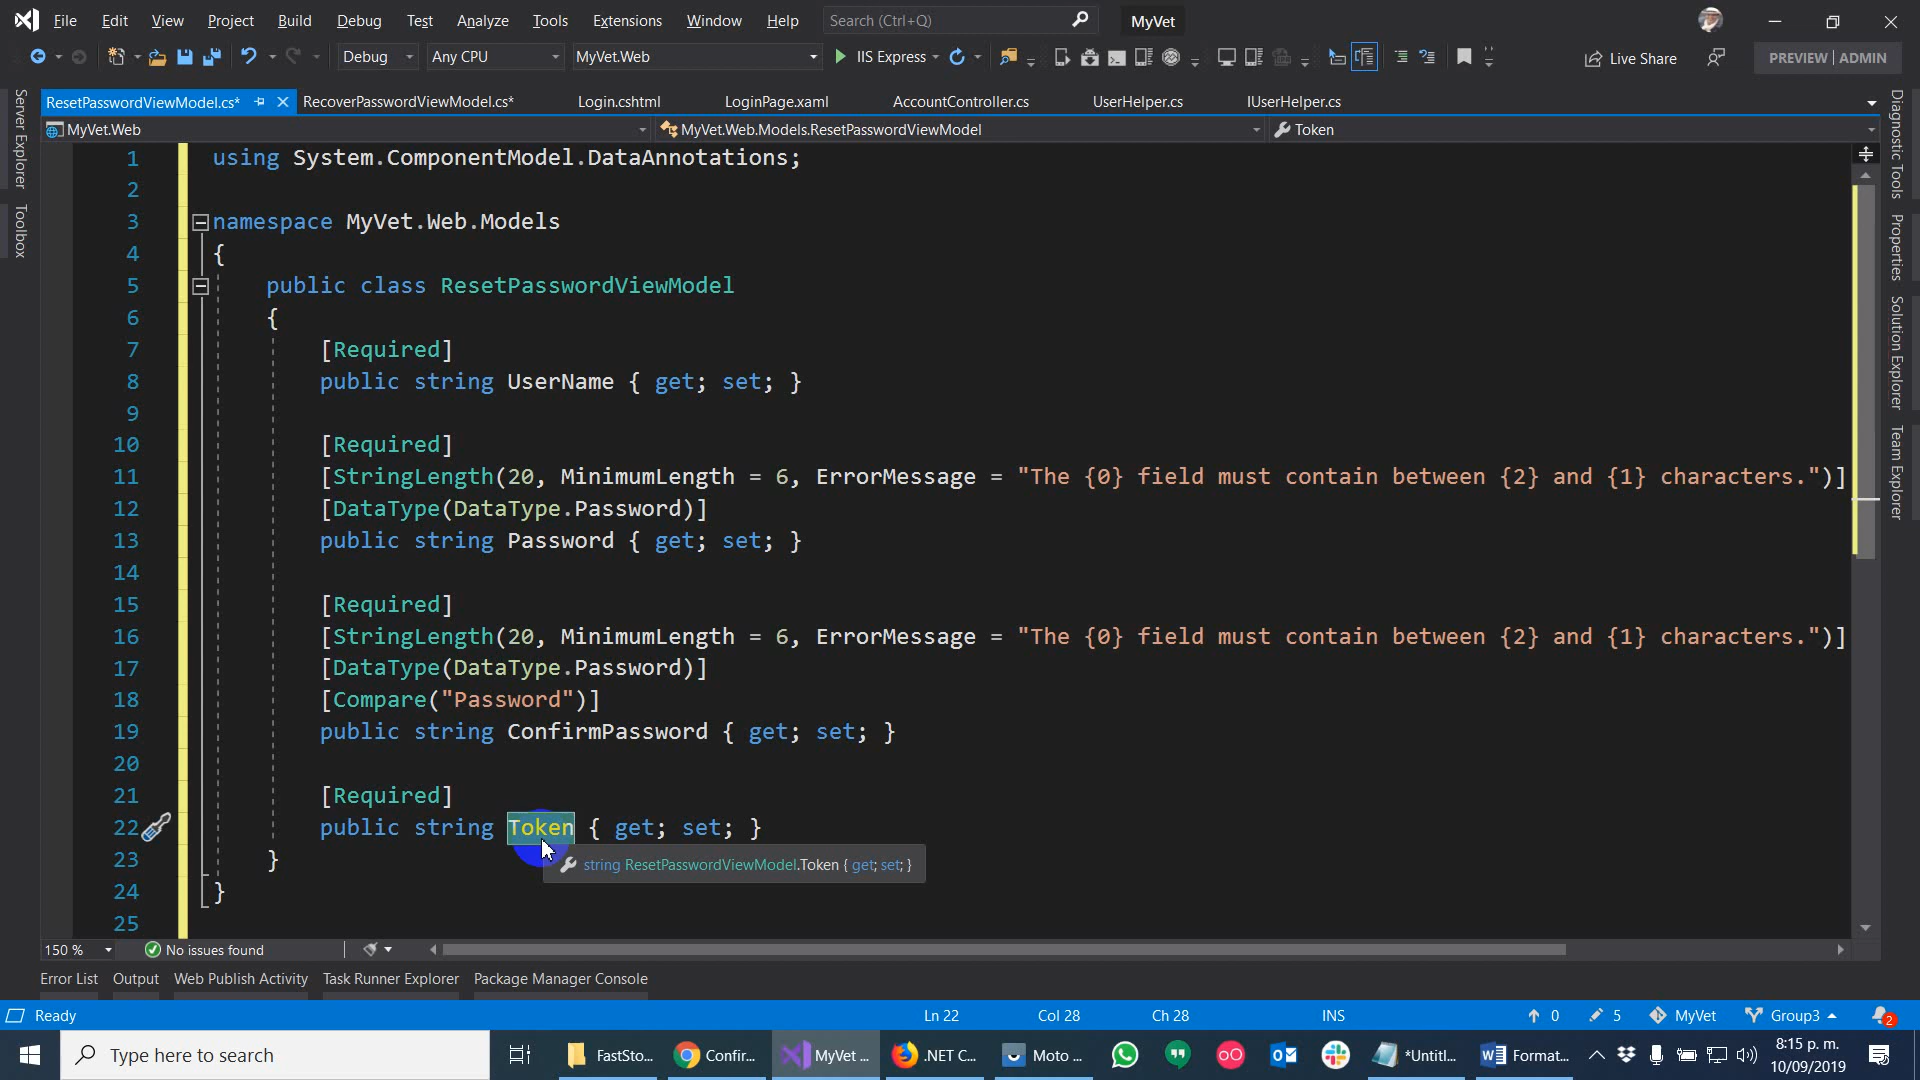 File Edit View Project Build Debug Test Analyze Tools Extensions Window Help Search (Ctrl+Q) MyVet
Debug Any CPU MyVet.Web IIS Express Live Share PREVIEW ADMIN
ResetPasswordViewModel.cs* RecoverPasswordViewModel.cs* Login.cshtml LoginPage.xaml AccountController.cs UserHelper.cs IUserHelper.cs
MyVet.Web MyVet.Web.Models.ResetPasswordViewModel Token
Server Explorer
Toolbox
Diagnostic Tools
Properties
Solution Explorer
Team Explorer
1 using System.ComponentModel.DataAnnotations;
2
3 namespace MyVet.Web.Models
4 {
5 public class ResetPasswordViewModel
6 {
7 [Required]
8 public string UserName { get; set; }
9
10 [Required]
11 [StringLength(20, MinimumLength = 6, ErrorMessage = "The {0} field must contain between {2} and {1} characters.")]
12 [DataType(DataType.Password)]
13 public string Password { get; set; }
14
15 [Required]
16 [StringLength(20, MinimumLength = 6, ErrorMessage = "The {0} field must contain between {2} and {1} characters.")]
17 [DataType(DataType.Password)]
18 [Compare("Password")]
19 public string ConfirmPassword { get; set; }
20
21 [Required]
22 public string Token { get; set; }
23 }
string ResetPasswordViewModel.Token { get; set; }
24 }
25
150 % No issues found
Error List Output Web Publish Activity Task Runner Explorer Package Manager Console
Ready Ln 22 Col 28 Ch 28 INS 0 5 MyVet Group3 2
Type here to search FastSto... Confir... MyVet ... .NET C... Moto ... *Untitl... Format... 8:15 p. m.
10/09/2019